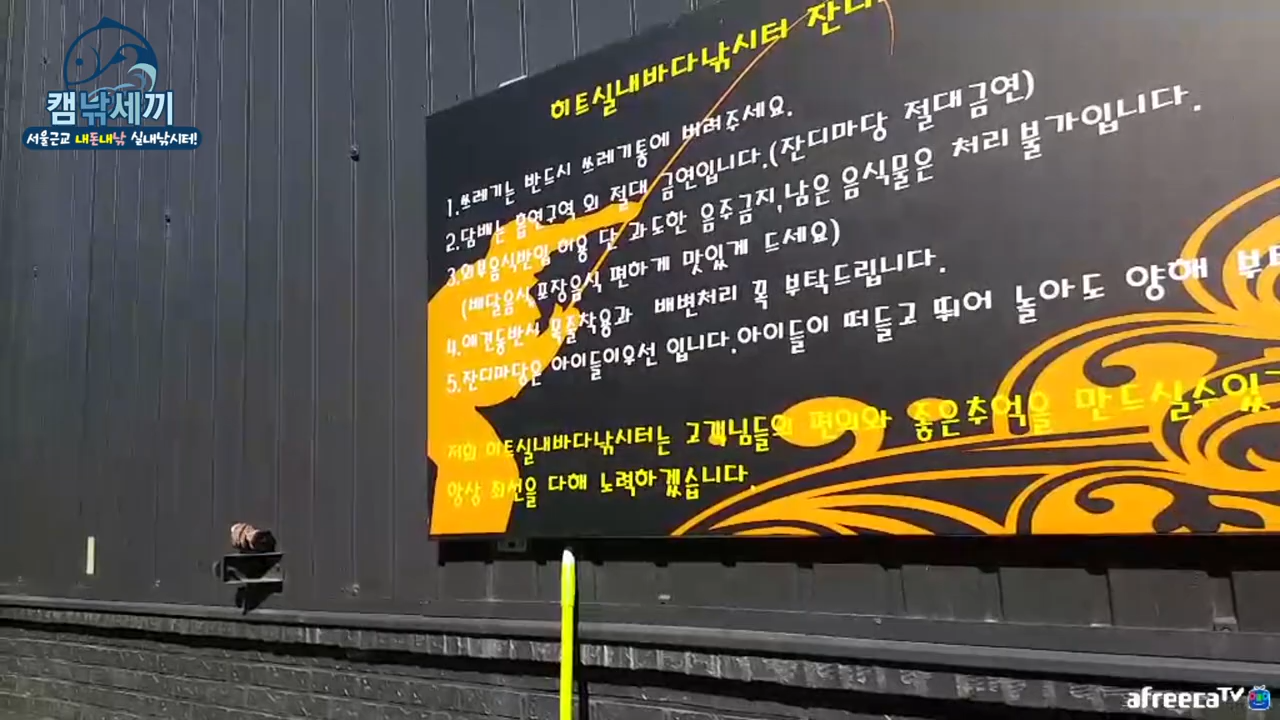 캠낚세끼
서울근교 내돈내낚 실내낚시터!
히트실내바다낚시터 잔디
1.쓰레기는 반드시 쓰레기통에 버려주세요.
2.담배는 흡연구역 외 절대 금연입니다.(잔디마당 절대금연)
3.외부음식반입 허용 단 과도한 음주금지,남은 음식물은 처리 불가입니다.
(배달음식,포장음식 편하게 맛있게 드세요)
4.애견동반시 목줄착용과 배변처리 꼭 부탁드립니다.
5.잔디마당은 아이들이우선 입니다.아이들이 떠들고 뛰어 놀아도 양해 부
저희 히트실내바다낚시터는 고객님들의 편의와 좋은추억을 만드실수있
항상 최선을 다해 노력하겠습니다.
afreecaTV